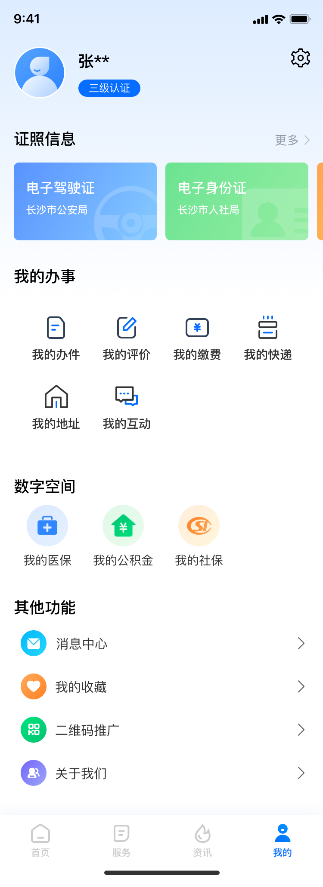 9:41
张**
三级认证
证照信息
更多
电子驾驶证
长沙市公安局
电子身份证
长沙市人社局
我的办事
我的办件
我的评价
我的缴费
我的快递
我的地址
我的互动
数字空间
我的医保
我的公积金
我的社保
其他功能
消息中心
我的收藏
二维码推广
关于我们
首页
服务
资讯
我的